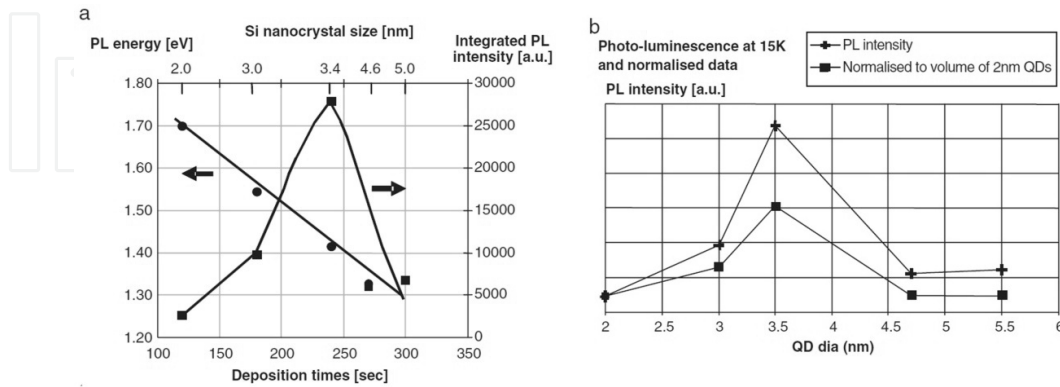 a
Si nanocrystal size [nm]
PL energy [eV]
Integrated PL
intensity [a.u.]
2.0 3.0 3.4 4.6 5.0
1.80 30000
1.70 25000
1.60 20000
1.50 15000
1.40 10000
1.30 5000
1.20 0
100 150 200 250 300 350
Deposition times [sec]
b
Photo-luminescence at 15K
and normalised data
PL intensity
Normalised to volume of 2nm QDs
PL intensity [a.u.]
2 2.5 3 3.5 4 4.5 5 5.5 6
QD dia (nm)